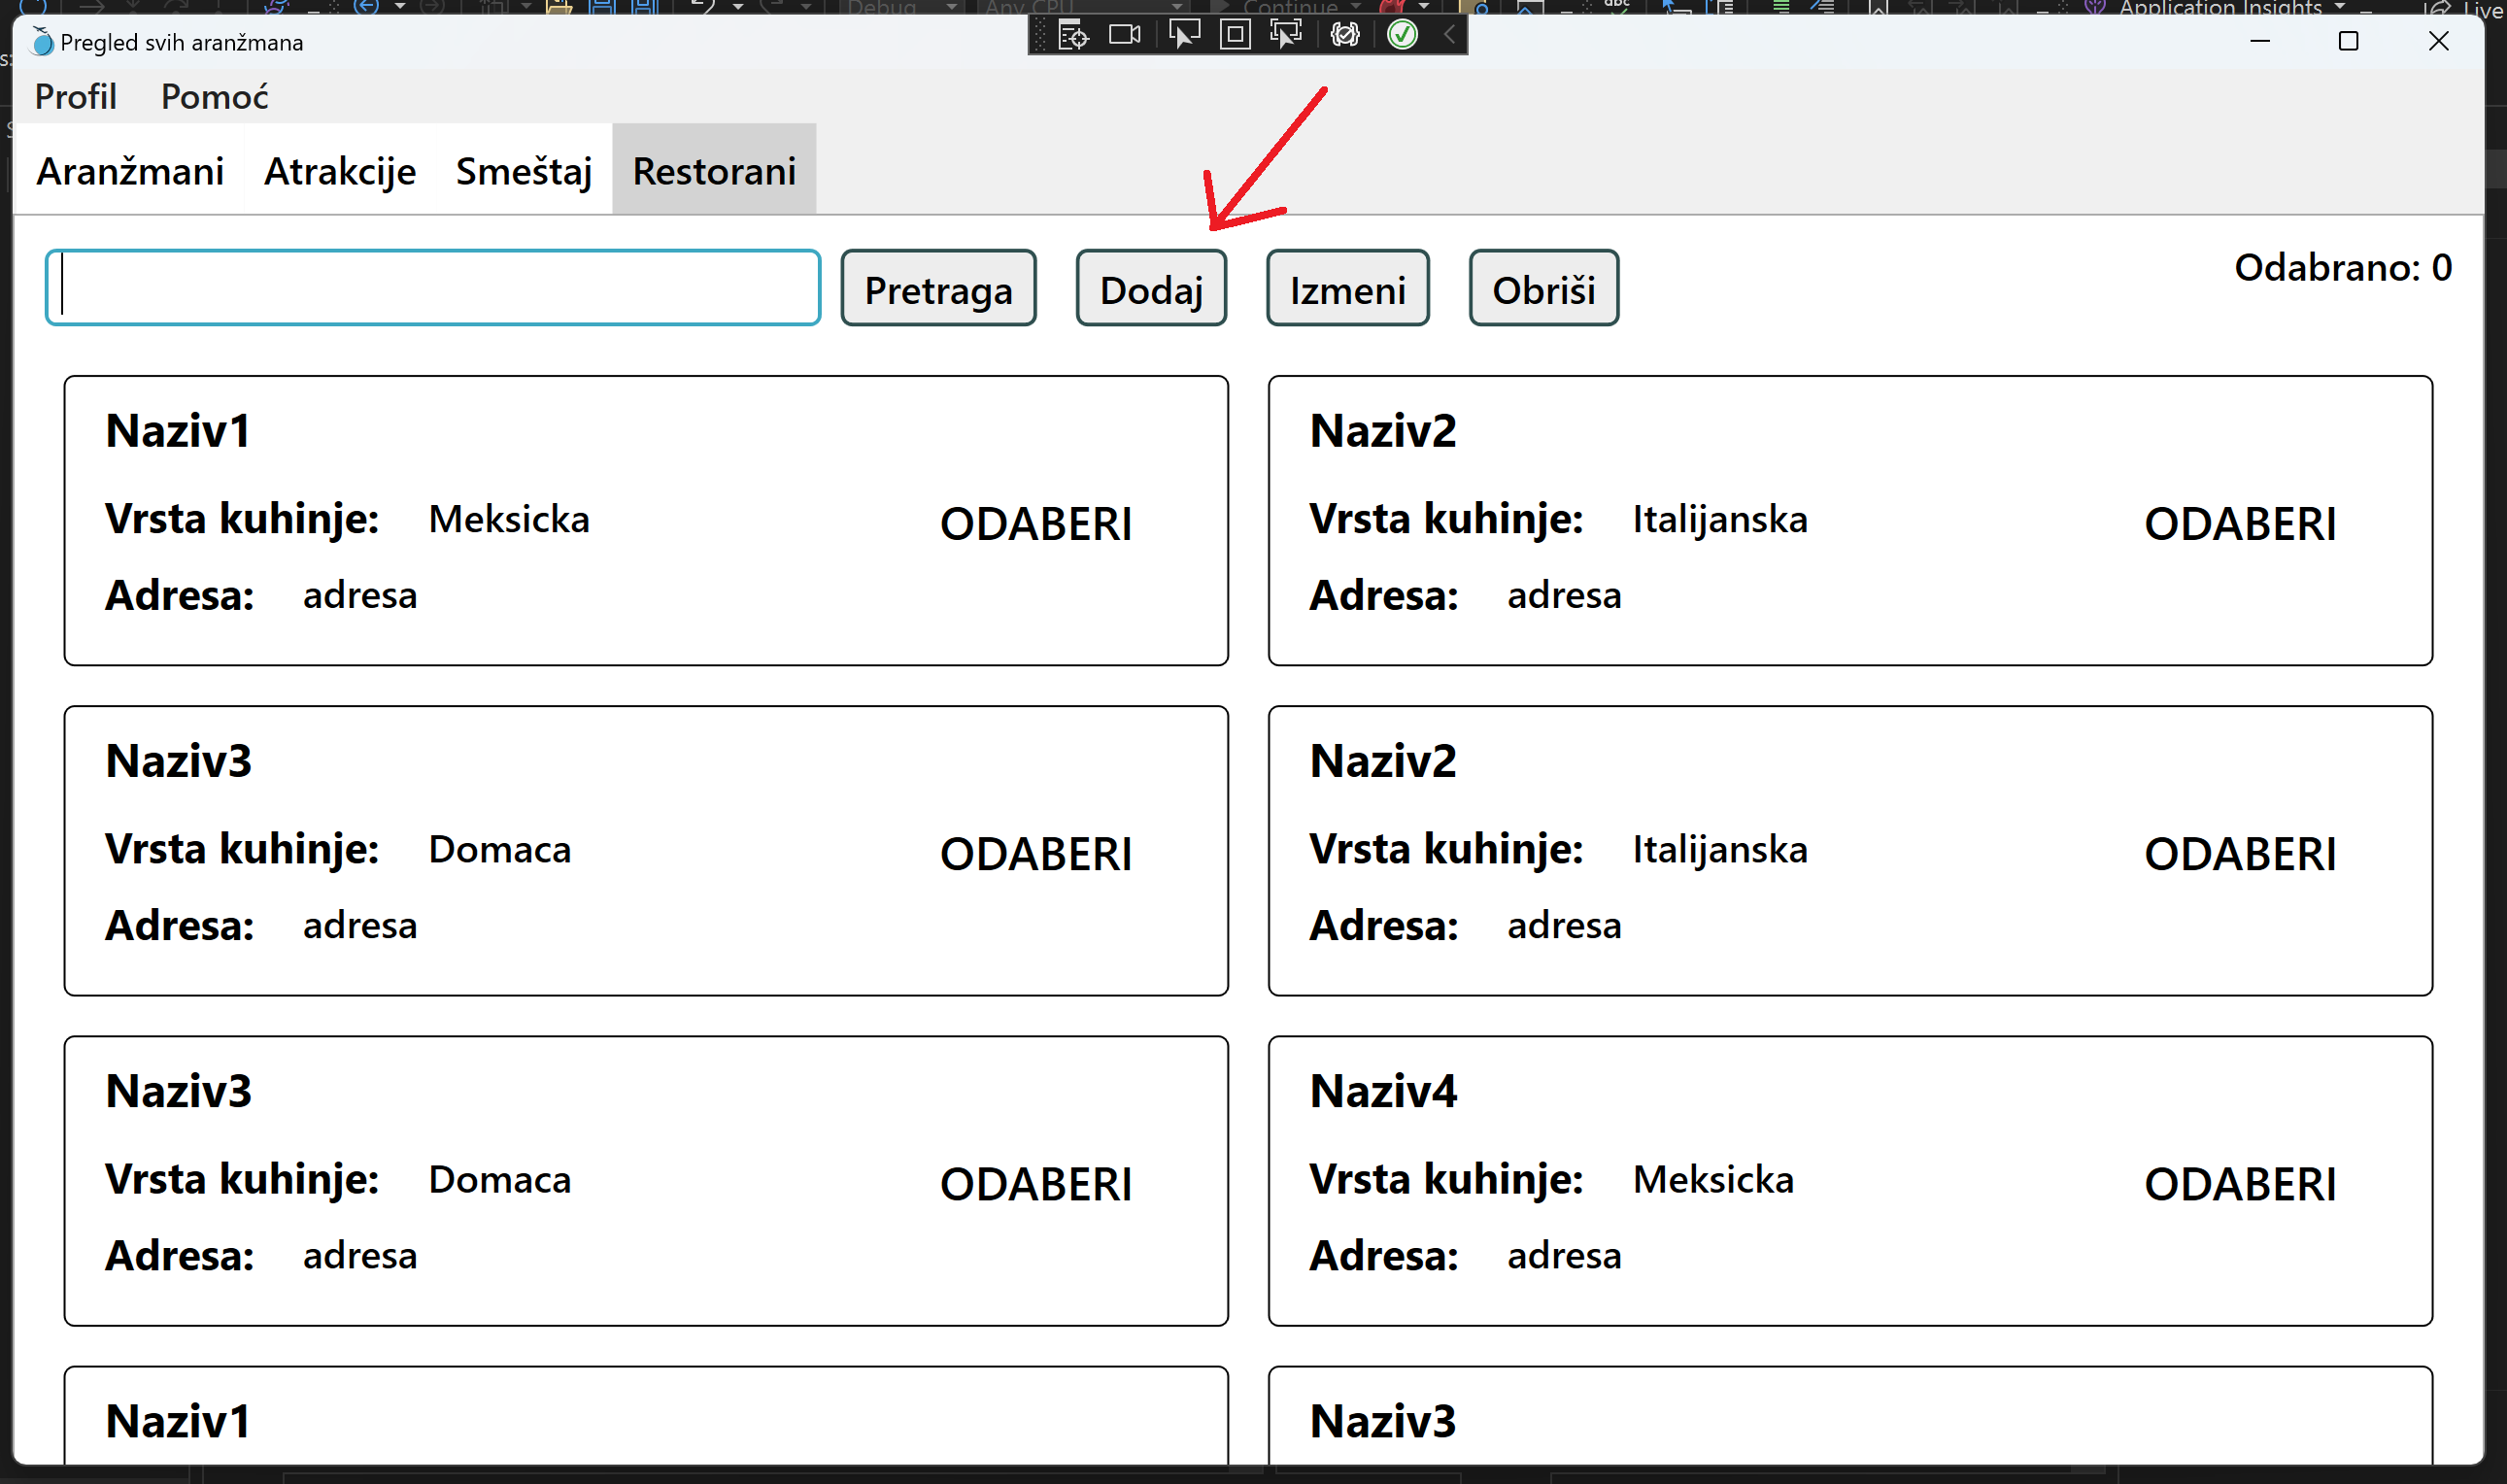 Debug Any CPU Continue Application Insights Live
Pregled svih aranžmana
Profil Pomoć
Aranžmani Atrakcije Smeštaj Restorani
Pretraga Dodaj Izmeni Obriši Odabrano: 0
Naziv1 Naziv2
Vrsta kuhinje: Meksicka ODABERI Vrsta kuhinje: Italijanska ODABERI
Adresa: adresa Adresa: adresa
Naziv3 Naziv2
Vrsta kuhinje: Domaca ODABERI Vrsta kuhinje: Italijanska ODABERI
Adresa: adresa Adresa: adresa
Naziv3 Naziv4
Vrsta kuhinje: Domaca ODABERI Vrsta kuhinje: Meksicka ODABERI
Adresa: adresa Adresa: adresa
Naziv1 Naziv3